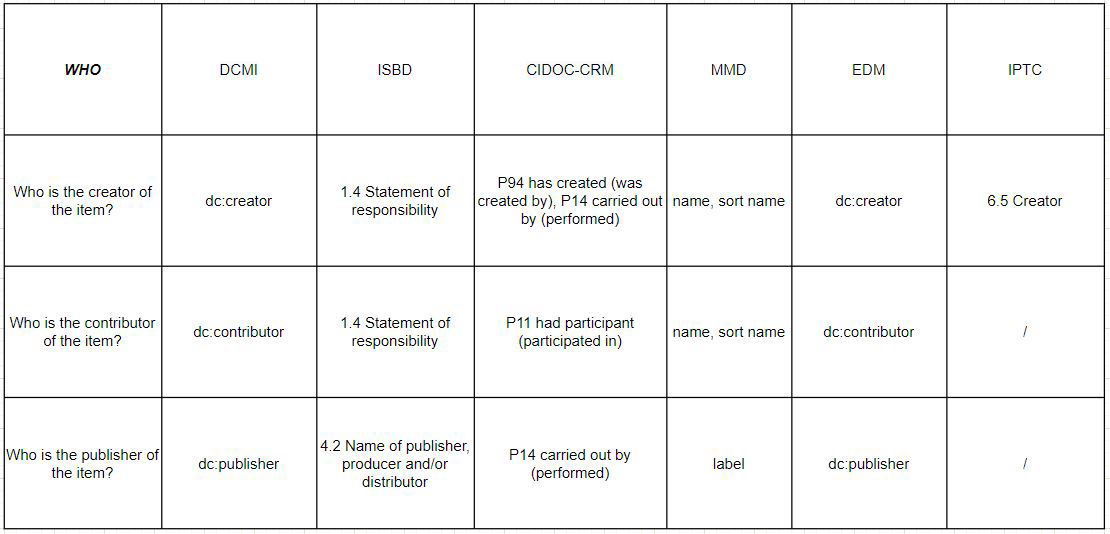 WHO
DCMI
ISBD
CIDOC-CRM
MMD
EDM
IPTC
Who is the creator of
the item?
dc:creator
1.4 Statement of
responsibility
P94 has created (was
created by), P14 carried out
by (performed)
name, sort name
dc:creator
6.5 Creator
Who is the contributor
of the item?
dc:contributor
1.4 Statement of
responsibility
P11 had participant
(participated in)
name, sort name
dc:contributor
/
Who is the publisher of
the item?
dc:publisher
4.2 Name of publisher,
producer and/or
distributor
P14 carried out by
(performed)
label
dc:publisher
/